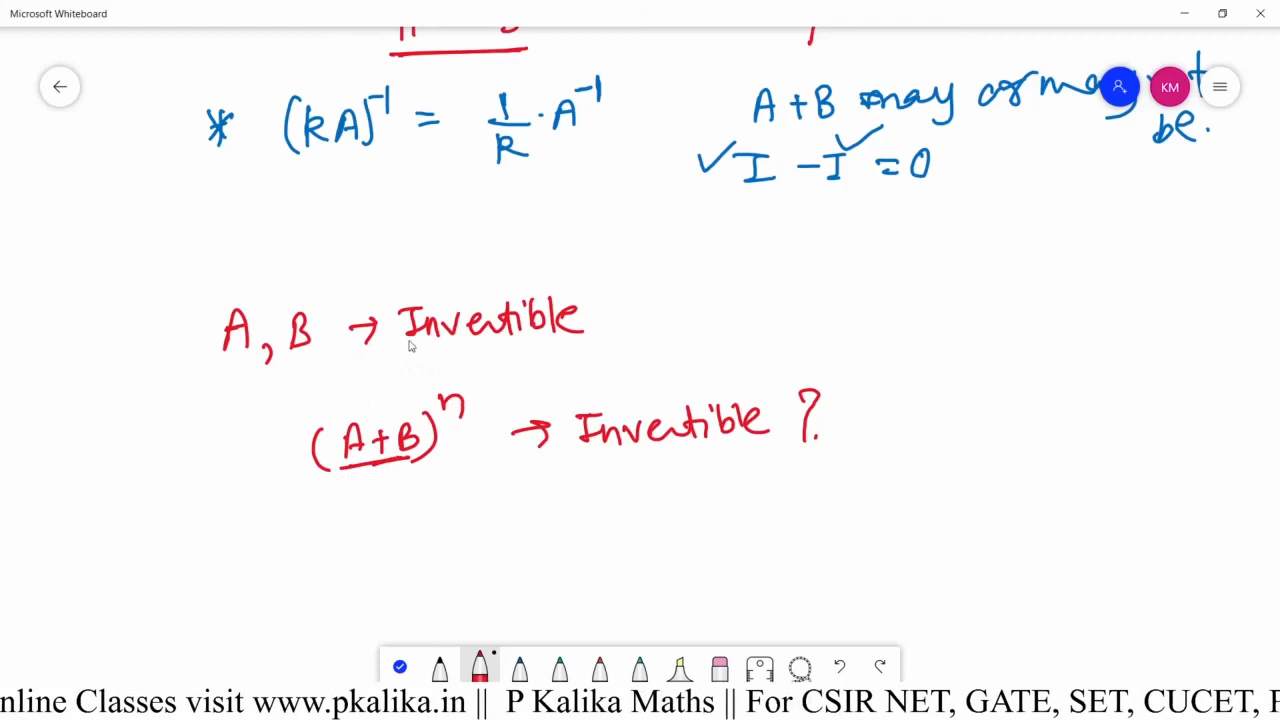 Microsoft Whiteboard
KM
* (kA)⁻¹ = 1/k · A⁻¹
A + B may or may
be.
✓I - I✓ = 0
A, B → Invertible
(A+B)ⁿ → Invertible ?
nline Classes visit www.pkalika.in || P Kalika Maths || For CSIR NET, GATE, SET, CUCET,